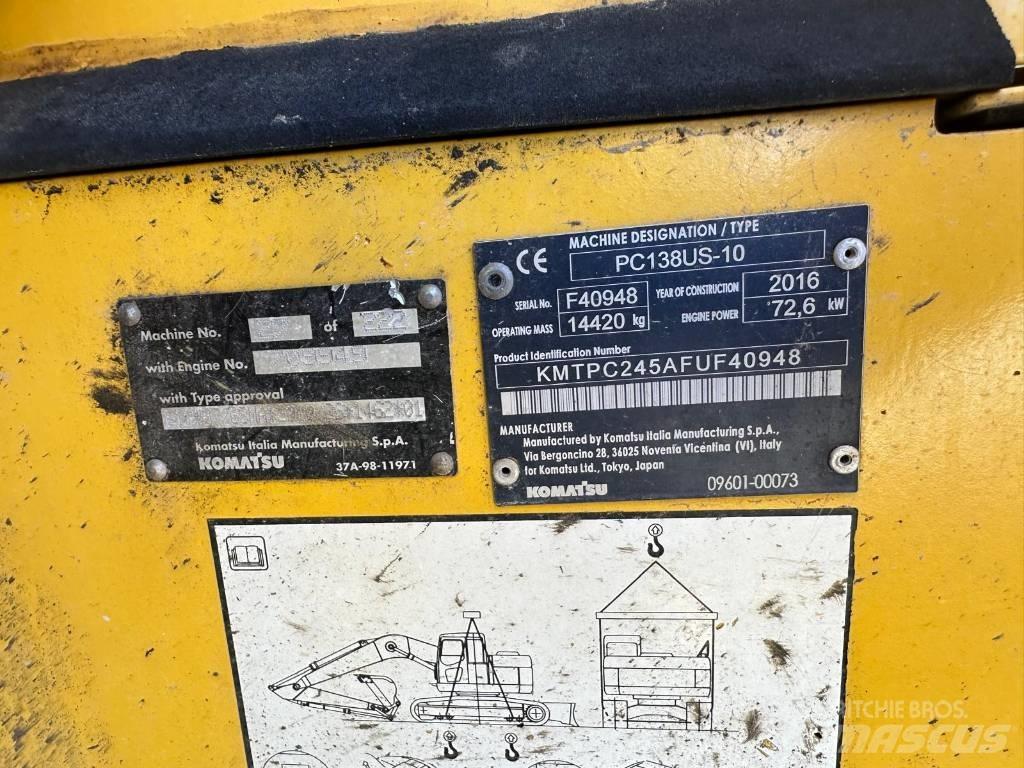 Machine No. of 222
with Engine No.
with Type approval
Komatsu Italia Manufacturing S.p.A.
KOMATSU 37A-98-11971
CE MACHINE DESIGNATION / TYPE
PC138US-10
SERIAL No. F40948 YEAR OF CONSTRUCTION 2016
OPERATING MASS 14420 kg ENGINE POWER 72,6 kW
Product Identification Number
KMTPC245AFUF40948
MANUFACTURER
Manufactured by Komatsu Italia Manufacturing S.p.A.,
Via Bergoncino 28, 36025 Noventa Vicentina (VI), Italy
for Komatsu Ltd., Tokyo, Japan
KOMATSU 09601-00073
RITCHIE BROS.
MASCUS